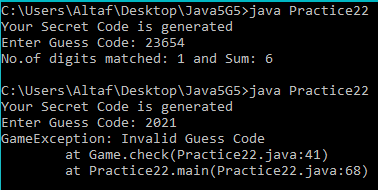 C:\Users\Altaf\Desktop\Java5G5>java Practice22
Your Secret Code is generated
Enter Guess Code: 23654
No.of digits matched: 1 and Sum: 6
C:\Users\Altaf\Desktop\Java5G5>java Practice22
Your Secret Code is generated
Enter Guess Code: 2021
GameException: Invalid Guess Code
        at Game.check(Practice22.java:41)
        at Practice22.main(Practice22.java:68)